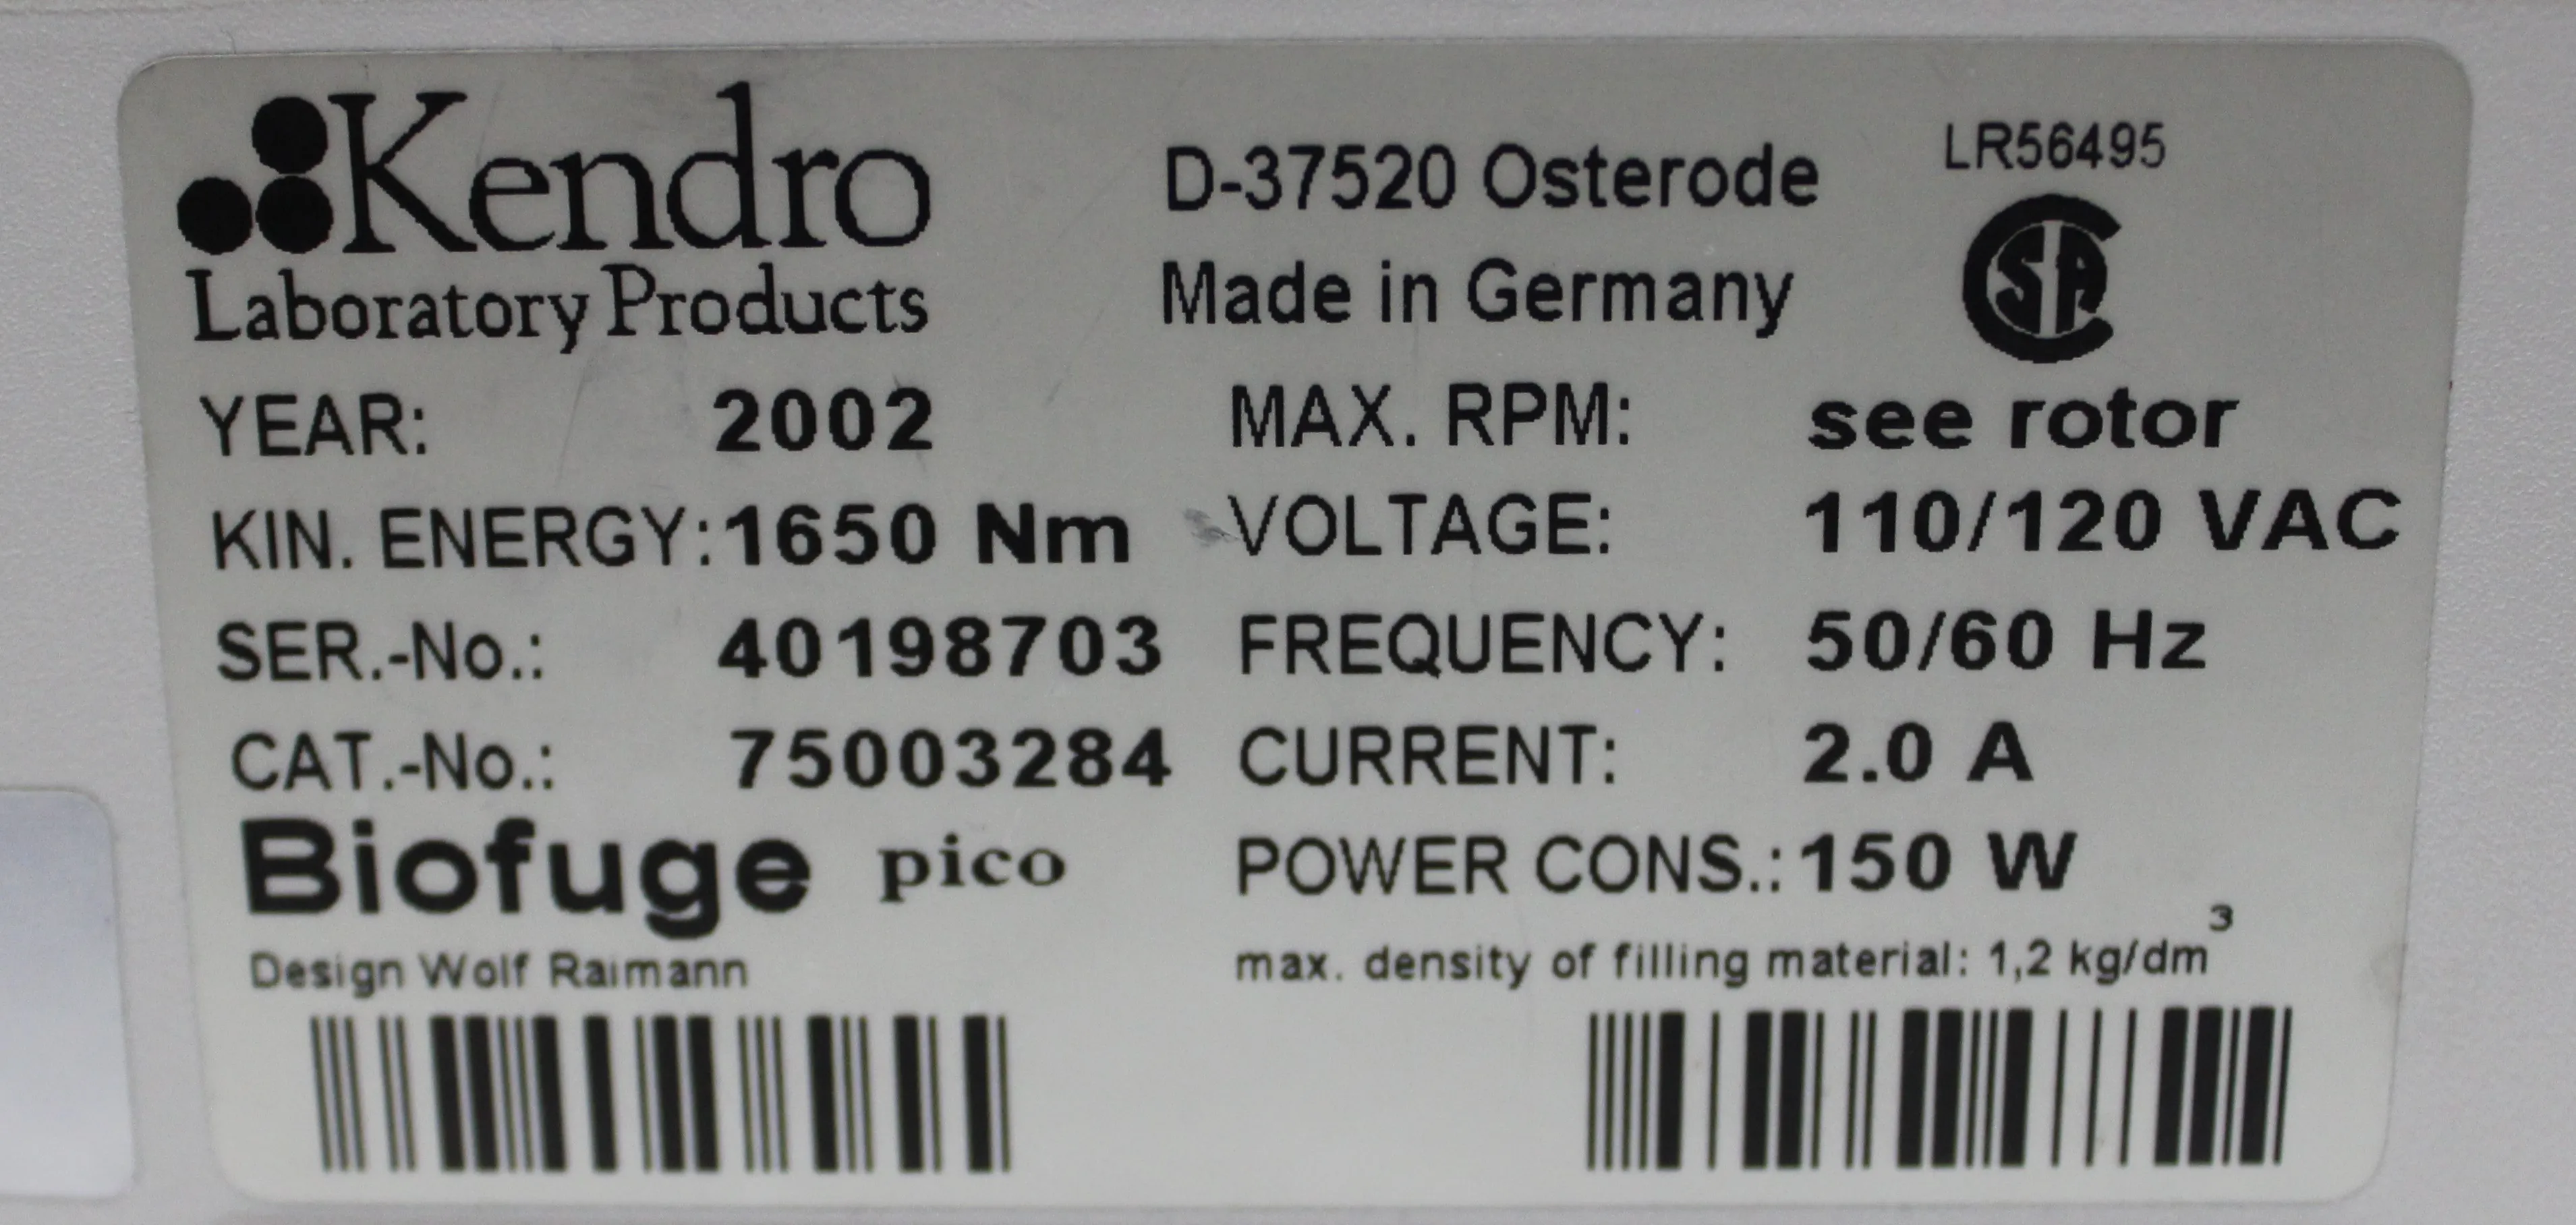 Kendro
Laboratory Products
D-37520 Osterode
Made in Germany
LR56495
CSA
YEAR: 2002
MAX. RPM: see rotor
KIN. ENERGY: 1650 Nm
VOLTAGE: 110/120 VAC
SER.-No.: 40198703
FREQUENCY: 50/60 Hz
CAT.-No.: 75003284
CURRENT: 2.0 A
Biofuge pico
POWER CONS.: 150 W
Design Wolf Raimann
max. density of filling material: 1,2 kg/dm³